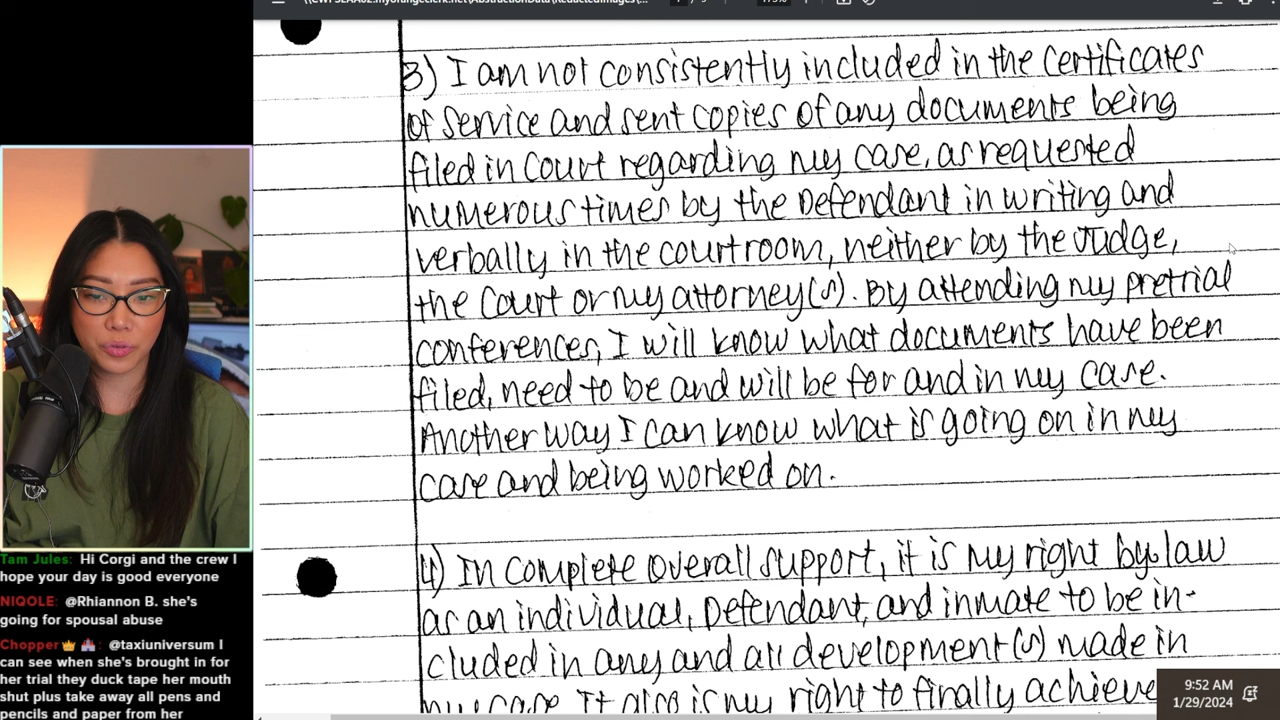 3) I am not consistently included in the certificates
of service and sent copies of any documents being
filed in Court regarding my case, as requested
numerous times by the Defendant in writing and
verbally in the courtroom, neither by the Judge,
the Court or my attorney(s). By attending my pretrial
conferences, I will know what documents have been
filed, need to be and will be for and in my case.
Another way I can know what is going on in my
case and being worked on.
4) In complete overall support, it is my right by law
as an individual, Defendant, and inmate to be in-
cluded in any and all development(s) made in
my case. It also is my right to finally achieve
Tam Jules: Hi Corgi and the crew I
hope your day is good everyone
NIQOLE: @Rhiannon B. she's
going for spousal abuse
Chopper: @taxiuniversum I
can see when she's brought in for
her trial they duck tape her mouth
shut plus take away all pens and
pencils and paper from her
9:52 AM
1/29/2024